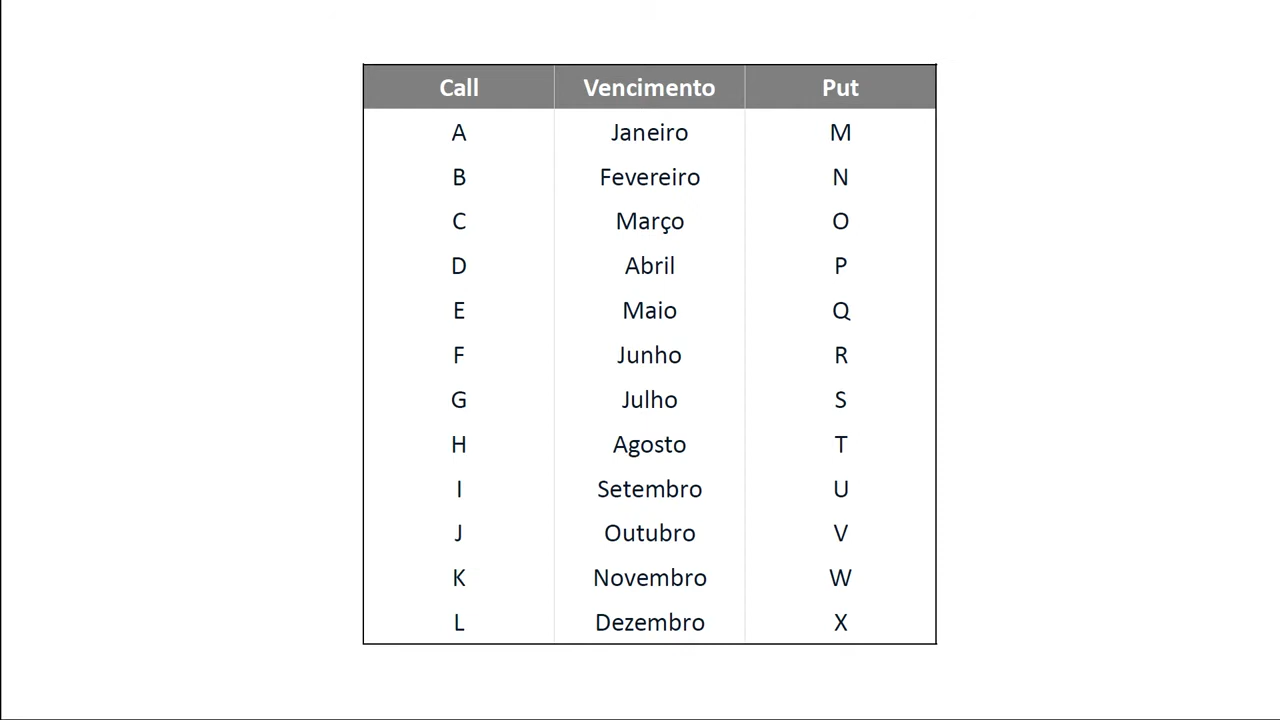 Call Vencimento Put
A Janeiro M
B Fevereiro N
C Março O
D Abril P
E Maio Q
F Junho R
G Julho S
H Agosto T
I Setembro U
J Outubro V
K Novembro W
L Dezembro X